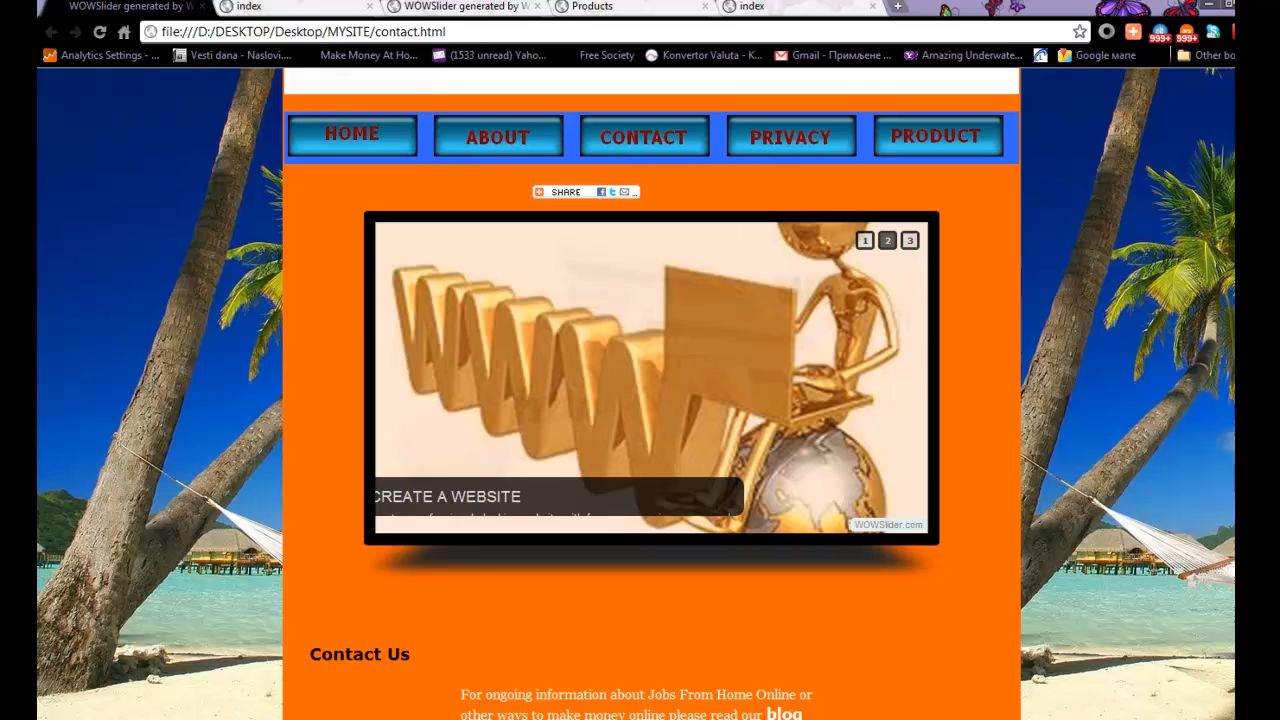 WOWSlider generated by W
index
WOWSlider generated by W
Products
index
file:///D:/DESKTOP/Desktop/MYSITE/contact.html
999+
999+
Analytics Settings - ...
Vesti dana - Naslovi...
Make Money At Ho...
(1533 unread) Yaho...
Free Society
Konvertor Valuta - K...
Gmail - Примљене ...
Amazing Underwate...
Google мапе
Other bo
HOME
ABOUT
CONTACT
PRIVACY
PRODUCT
SHARE
...
1
2
3
WWWWWWW
CREATE A WEBSITE
WOWSlider.com
Contact Us
For ongoing information about Jobs From Home Online or
other ways to make money online please read our blog